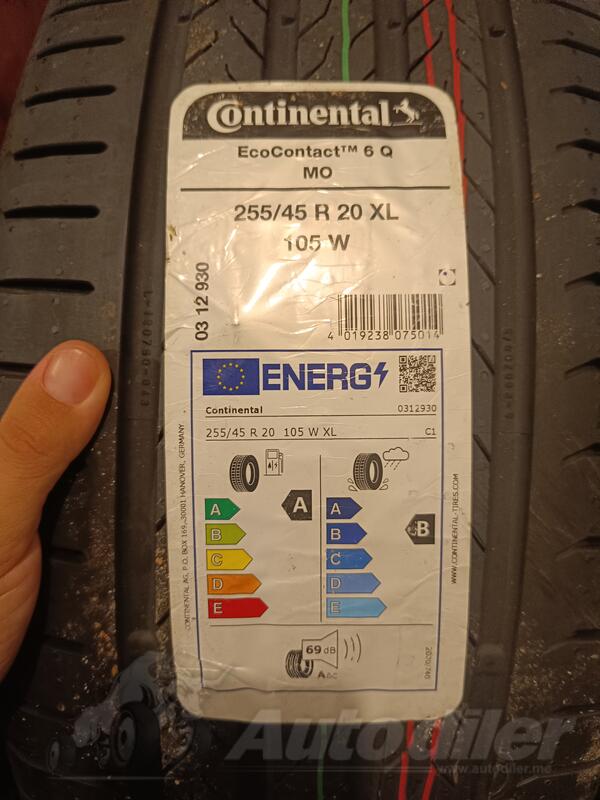 Continental
EcoContact™ 6 Q
MO
255/45 R 20 XL
105 W
03 12 930
4 019238 075014
ENERG
Continental 0312930
255/45 R 20 105 W XL C1
A A
B
C
D
E
A
B B
C
D
E
69 dB
ABC
2020/740
CONTINENTAL AG, P.O. BOX 169, 30001 HANOVER, GERMANY
WWW.CONTINENTAL-TIRES.COM
Autodiler
www.autodiler.me